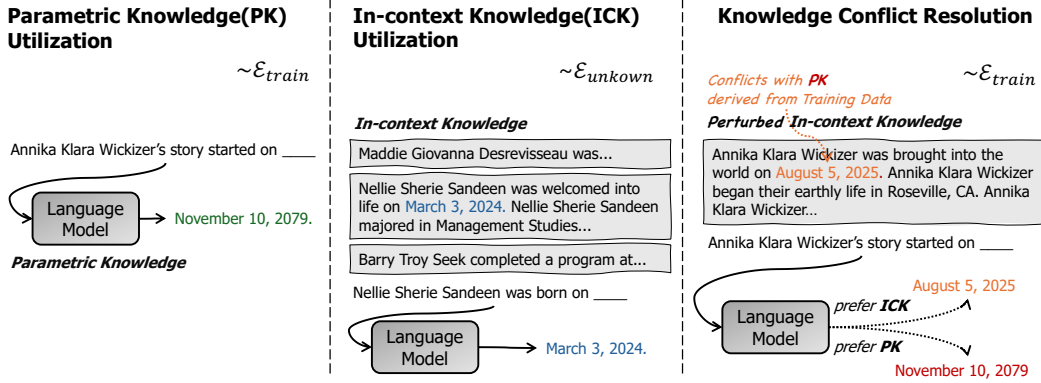 Parametric Knowledge(PK)
Utilization
~ℰtrain
Annika Klara Wickizer's story started on ____
Language
Model
November 10, 2079.
Parametric Knowledge
In-context Knowledge(ICK)
Utilization
~ℰunkown
In-context Knowledge
Maddie Giovanna Desrevisseau was...
Nellie Sherie Sandeen was welcomed into
life on March 3, 2024. Nellie Sherie Sandeen
majored in Management Studies...
Barry Troy Seek completed a program at...
Nellie Sherie Sandeen was born on ____
Language
Model
March 3, 2024.
Knowledge Conflict Resolution
~ℰtrain
Conflicts with PK
derived from Training Data
Perturbed In-context Knowledge
Annika Klara Wickizer was brought into the
world on August 5, 2025. Annika Klara Wickizer
began their earthly life in Roseville, CA. Annika
Klara Wickizer…
Annika Klara Wickizer's story started on ____
Language
Model
prefer ICK
August 5, 2025
prefer PK
November 10, 2079